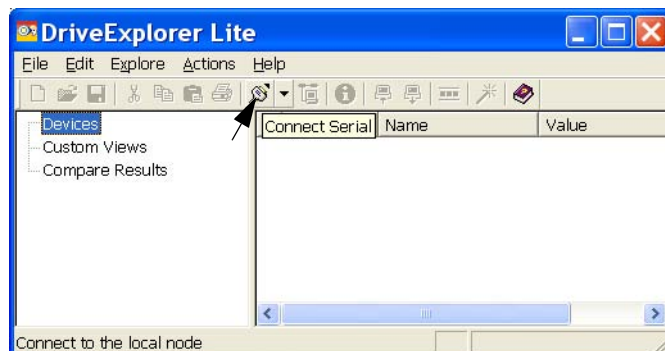 DriveExplorer Lite
File Edit Explore Actions Help
Devices
Connect Serial Name Value
Custom Views
Compare Results
Connect to the local node